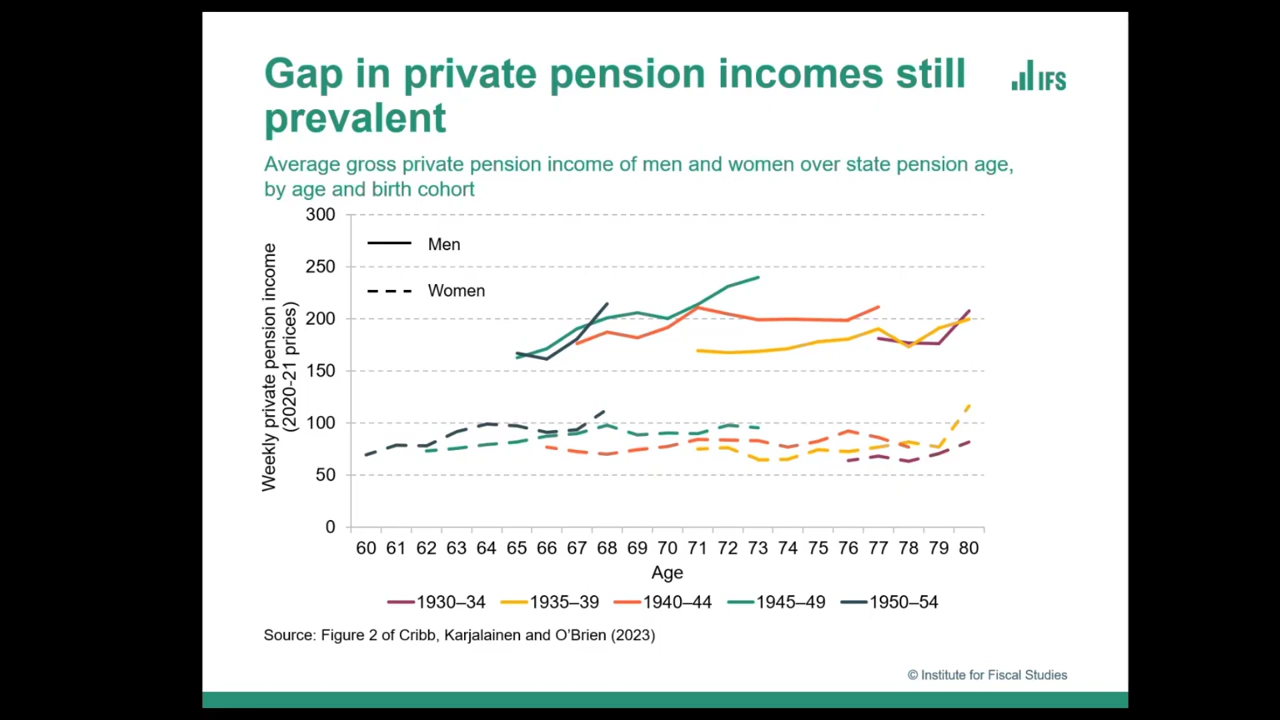 Gap in private pension incomes still
prevalent
IFS
Average gross private pension income of men and women over state pension age,
by age and birth cohort
Weekly private pension income
(2020-21 prices)
300
250
200
150
100
50
0
Men
Women
60 61 62 63 64 65 66 67 68 69 70 71 72 73 74 75 76 77 78 79 80
Age
1930–34 1935–39 1940–44 1945–49 1950–54
Source: Figure 2 of Cribb, Karjalainen and O’Brien (2023)
© Institute for Fiscal Studies